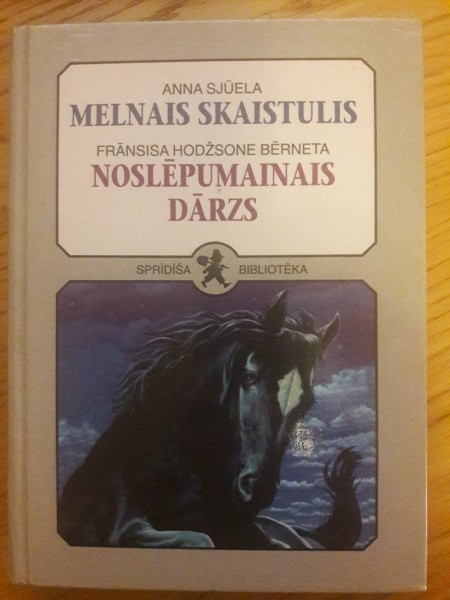 ANNA SJŪELA
MELNAIS SKAISTULIS
FRĀNSISA HODŽSONE BĒRNETA
NOSLĒPUMAINAIS
DĀRZS
SPRĪDĪŠA BIBLIOTĒKA